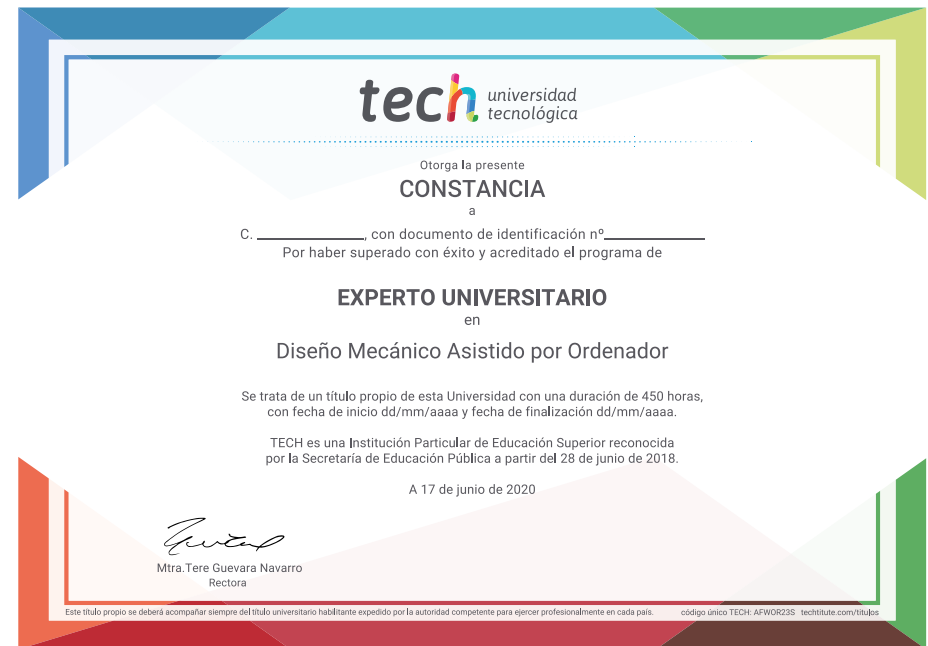 tech universidad
tecnológica
Otorga la presente
CONSTANCIA
a
C. ____________, con documento de identificación nº____________
Por haber superado con éxito y acreditado el programa de
EXPERTO UNIVERSITARIO
en
Diseño Mecánico Asistido por Ordenador
Se trata de un título propio de esta Universidad con una duración de 450 horas,
con fecha de inicio dd/mm/aaaa y fecha de finalización dd/mm/aaaa.
TECH es una Institución Particular de Educación Superior reconocida
por la Secretaría de Educación Pública a partir del 28 de junio de 2018.
A 17 de junio de 2020
Mtra.Tere Guevara Navarro
Rectora
Este título propio se deberá acompañar siempre del título universitario habilitante expedido por la autoridad competente para ejercer profesionalmente en cada país. código único TECH: AFWOR23S techtitute.com/titulos